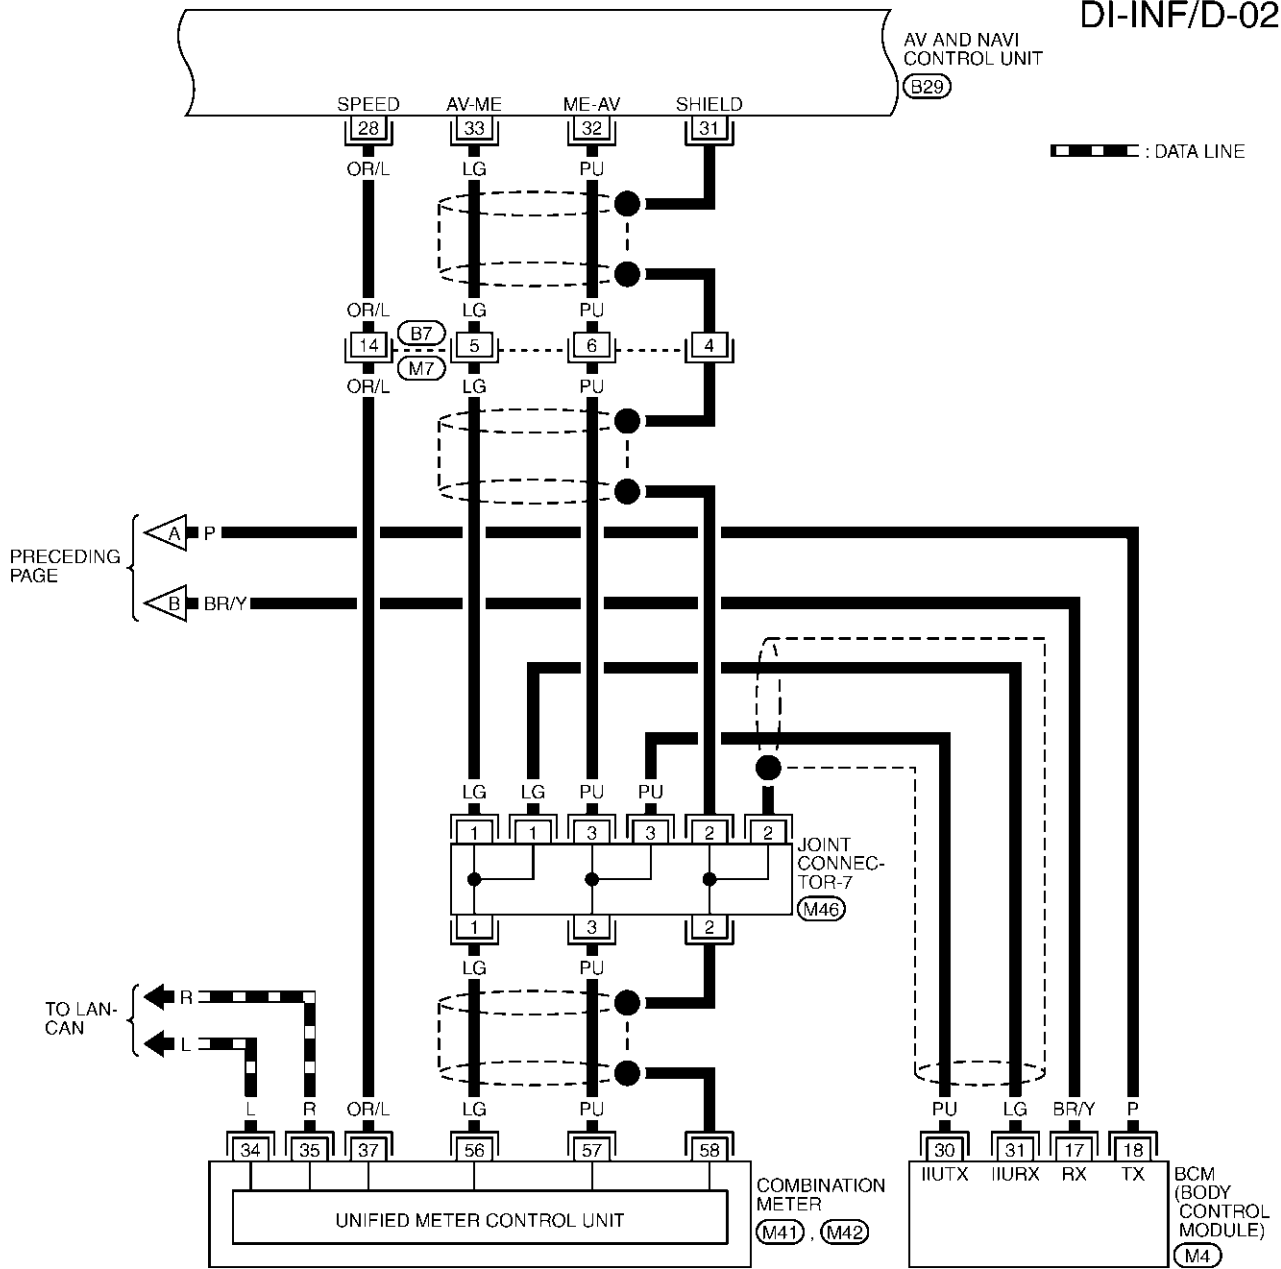 DI-INF/D-02
AV AND NAVI
CONTROL UNIT
B29
SPEED AV-ME ME-AV SHIELD
28 33 32 31
: DATA LINE
OR/L LG PU
OR/L LG PU
B7
14 5 6 4
M7
OR/L LG PU
A P
PRECEDING
PAGE
B BR/Y
LG LG PU PU
1 1 3 3 2 2
JOINT
CONNEC-
TOR-7
M46
1 3 2
LG PU
TO LAN-
CAN
R
L
L R OR/L LG PU PU LG BR/Y P
34 35 37 56 57 58 30 31 17 18
IIUTX IIURX RX TX
UNIFIED METER CONTROL UNIT
COMBINATION
METER
M41 , M42
BCM
(BODY
CONTROL
MODULE)
M4